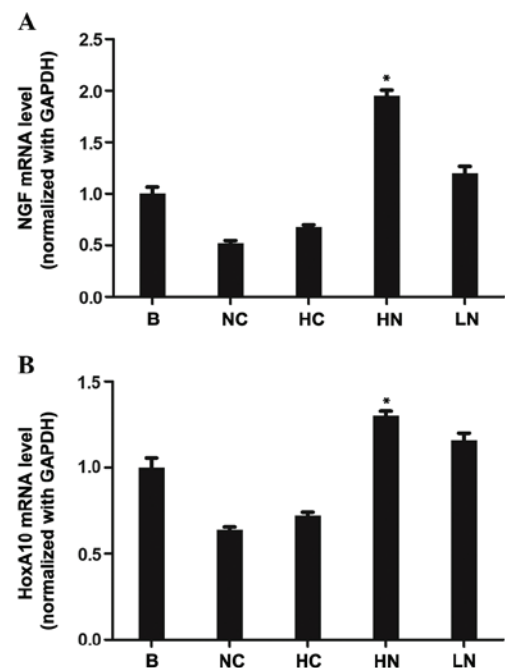 A
NGF mRNA level
(normalized with GAPDH)
2.5
2.0
1.5
1.0
0.5
0.0
*
B NC HC HN LN
B
HoxA10 mRNA level
(normalized with GAPDH)
1.5
1.0
0.5
0.0
*
B NC HC HN LN